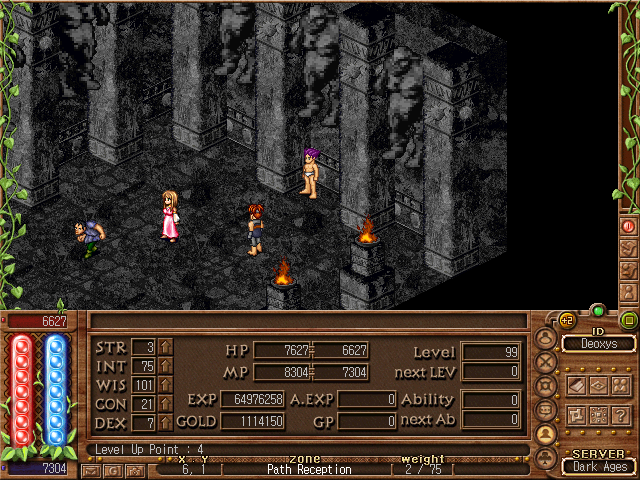 6627
STR 3
INT 75
WIS 101
CON 21
DEX 7
HP 7627 6627
MP 8304 7304
EXP 64976258
A.EXP 0
GOLD 1114150
GP 0
Level 99
next LEV 0
Ability 0
next Ab 0
+2
ID
Deoxys
Level Up Point : 4
7304
G
X Y zone weight
6, 1 [ Path Reception ] 2 / 75 [
?
SERVER
Dark Ages